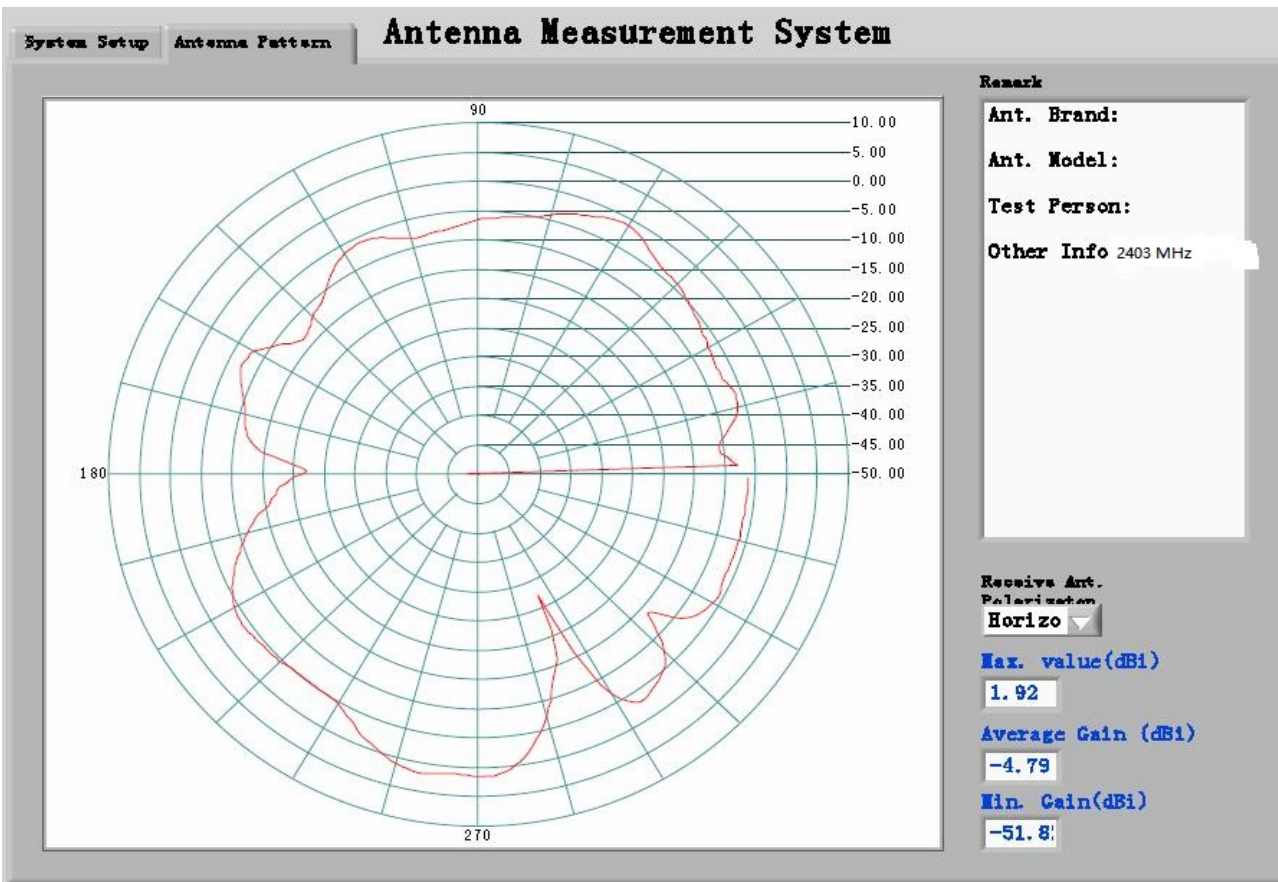 System Setup
Antenna Pattern
Antenna Measurement System
90
10.00
5.00
0.00
-5.00
-10.00
-15.00
-20.00
-25.00
-30.00
-35.00
-40.00
-45.00
-50.00
180
270
Remark
Ant. Brand:
Ant. Model:
Test Person:
Other Info 2403 MHz
Receive Ant.
Polarizaton
Horizo
Max. value(dBi)
1.92
Average Gain (dBi)
-4.79
Min. Gain(dBi)
-51.8